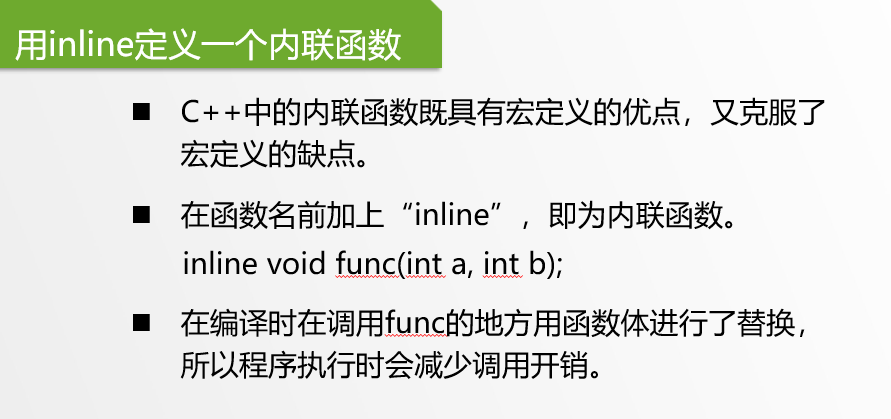 用inline定义一个内联函数
■ C++中的内联函数既具有宏定义的优点，又克服了
宏定义的缺点。
■ 在函数名前加上“inline”，即为内联函数。
inline void func(int a, int b);
■ 在编译时在调用func的地方用函数体进行了替换，
所以程序执行时会减少调用开销。